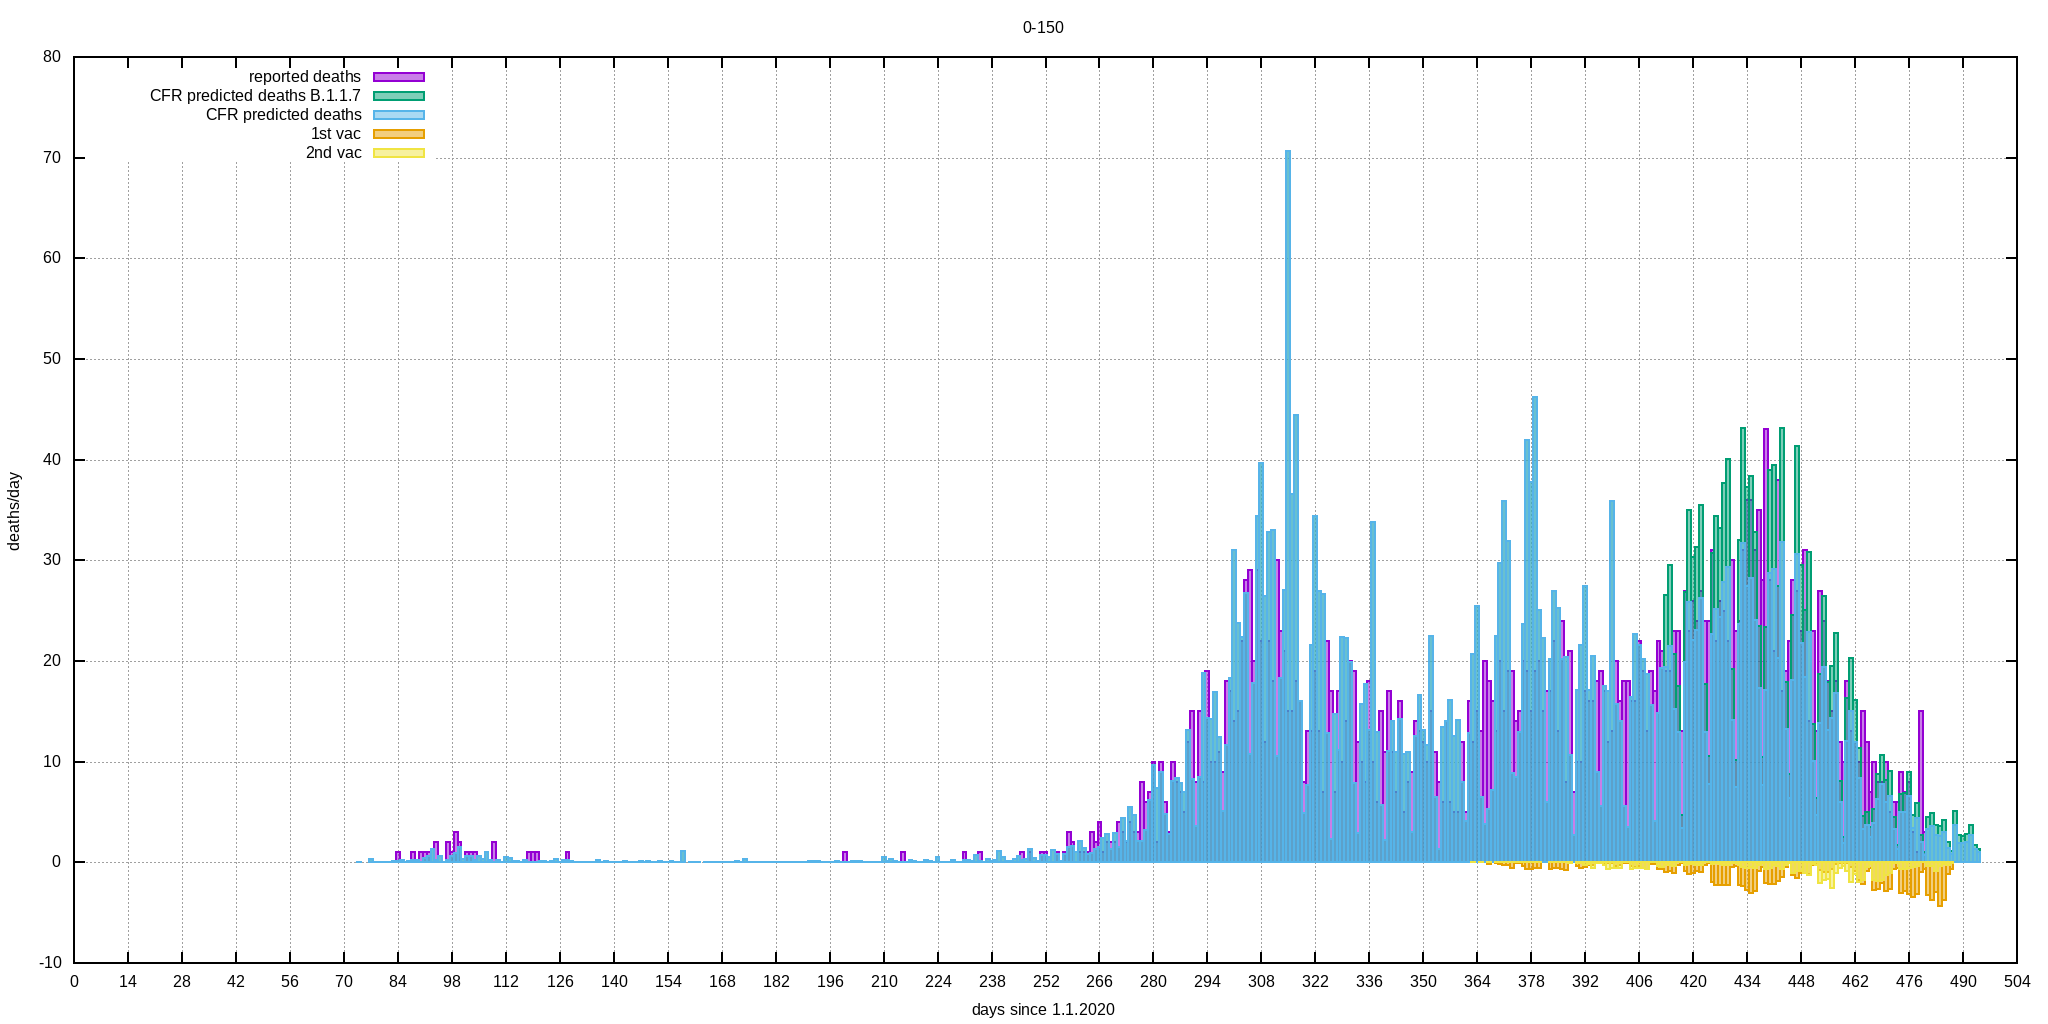 0-150
reported deaths
CFR predicted deaths B.1.1.7
CFR predicted deaths
1st vac
2nd vac
80
70
60
50
40
30
20
10
0
-10
deaths/day
0 14 28 42 56 70 84 98 112 126 140 154 168 182 196 210 224 238 252 266 280 294 308 322 336 350 364 378 392 406 420 434 448 462 476 490 504
days since 1.1.2020